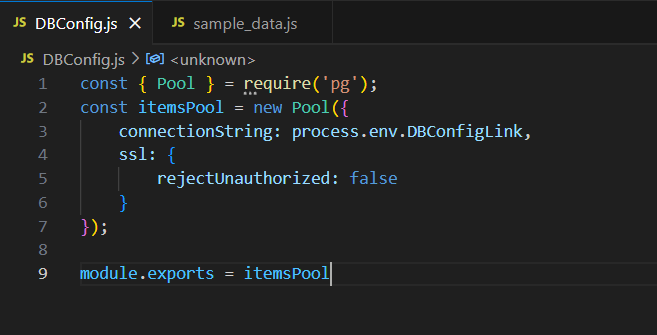 JS DBConfig.js × JS sample_data.js
JS DBConfig.js > <unknown>
1 const { Pool } = require('pg');
2 const itemsPool = new Pool({
3     connectionString: process.env.DBConfigLink,
4     ssl: {
5         rejectUnauthorized: false
6     }
7 });
8
9 module.exports = itemsPool